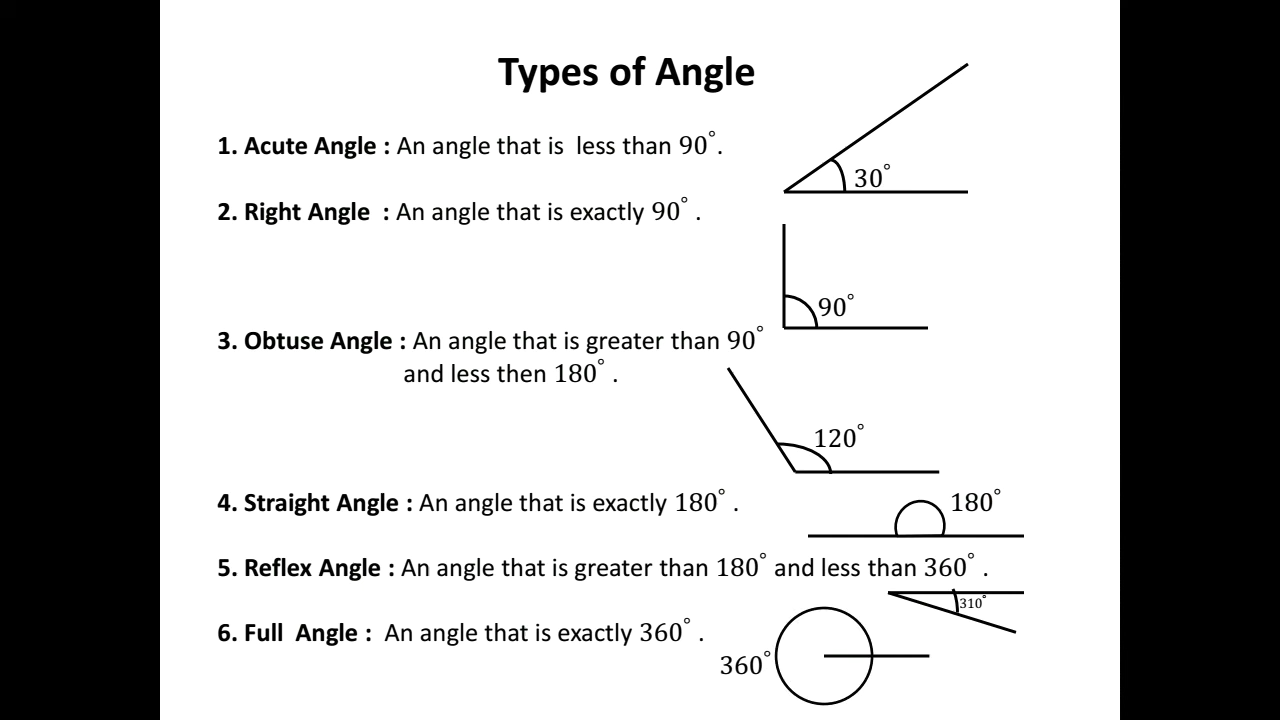 Types of Angle
1. Acute Angle : An angle that is  less than 90°.
30°
2. Right Angle  : An angle that is exactly 90° .
90°
3. Obtuse Angle : An angle that is greater than 90°
and less then 180° .
120°
4. Straight Angle : An angle that is exactly 180° .
180°
5. Reflex Angle : An angle that is greater than 180° and less than 360° .
310°
6. Full  Angle :  An angle that is exactly 360° .
360°